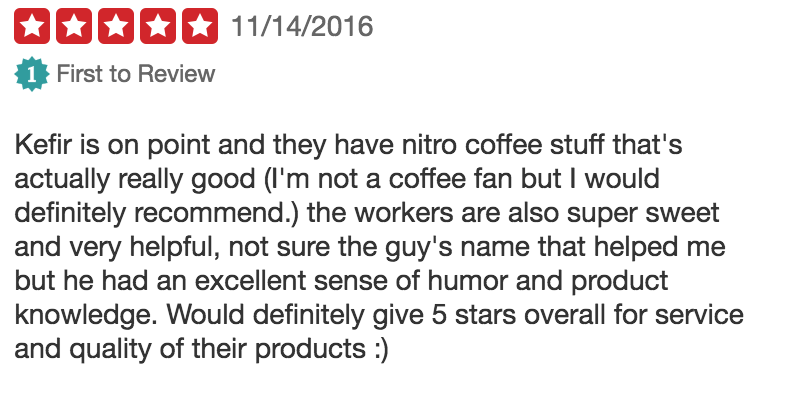 11/14/2016
1 First to Review
Kefir is on point and they have nitro coffee stuff that's
actually really good (I'm not a coffee fan but I would
definitely recommend.) the workers are also super sweet
and very helpful, not sure the guy's name that helped me
but he had an excellent sense of humor and product
knowledge. Would definitely give 5 stars overall for service
and quality of their products :)